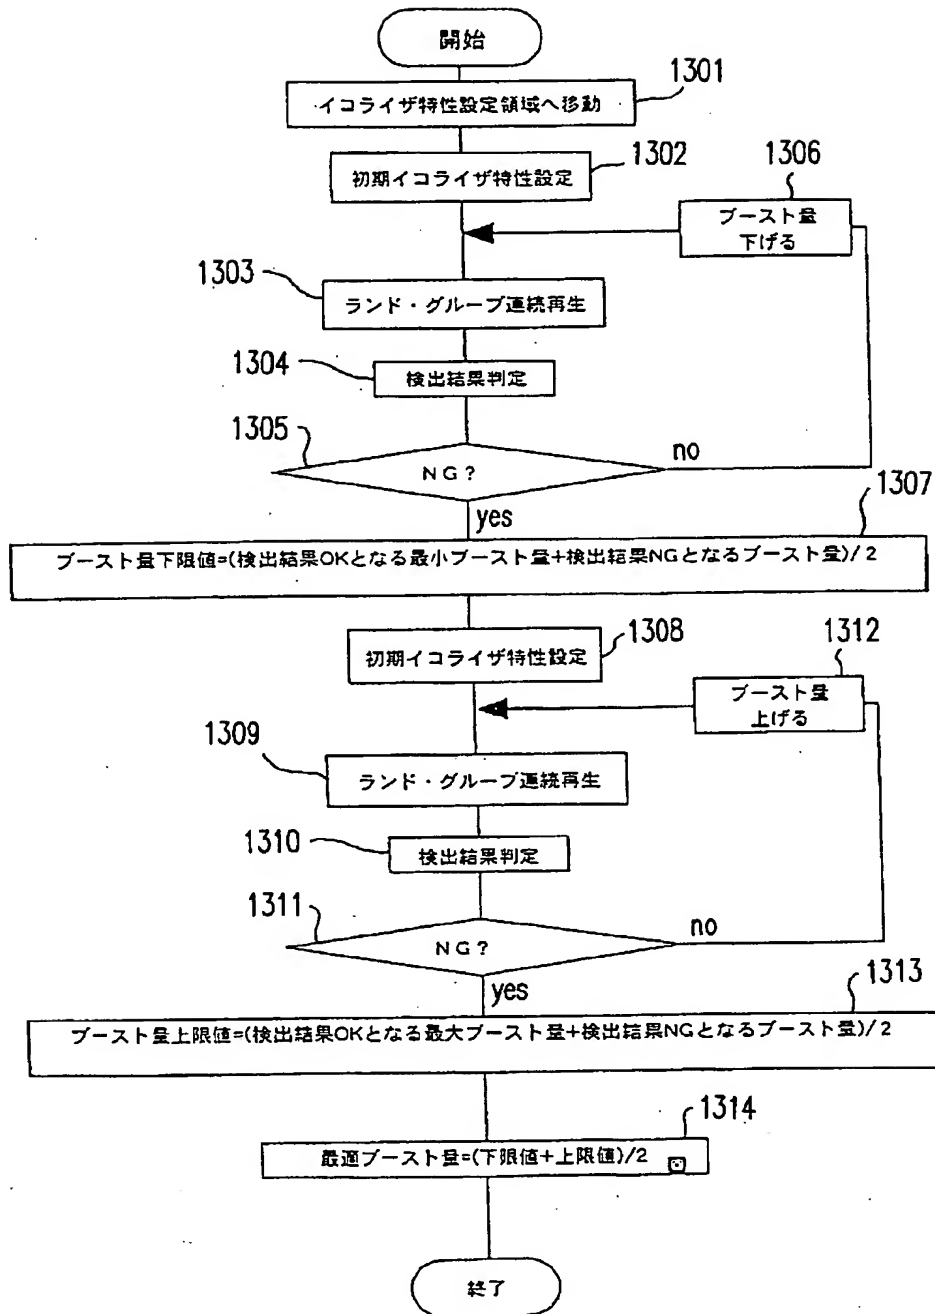 開始
1301
イコライザ特性設定領域へ移動
1302
初期イコライザ特性設定
1306
ブースト量
下げる
1303
ランド・グルーブ連続再生
1304
検出結果判定
1305
NG?
no
yes
1307
ブースト量下限値=(検出結果OKとなる最小ブースト量+検出結果NGとなるブースト量)/2
1308
初期イコライザ特性設定
1312
ブースト量
上げる
1309
ランド・グルーブ連続再生
1310
検出結果判定
1311
NG?
no
yes
1313
ブースト量上限値=(検出結果OKとなる最大ブースト量+検出結果NGとなるブースト量)/2
1314
最適ブースト量=(下限値+上限値)/2
終了